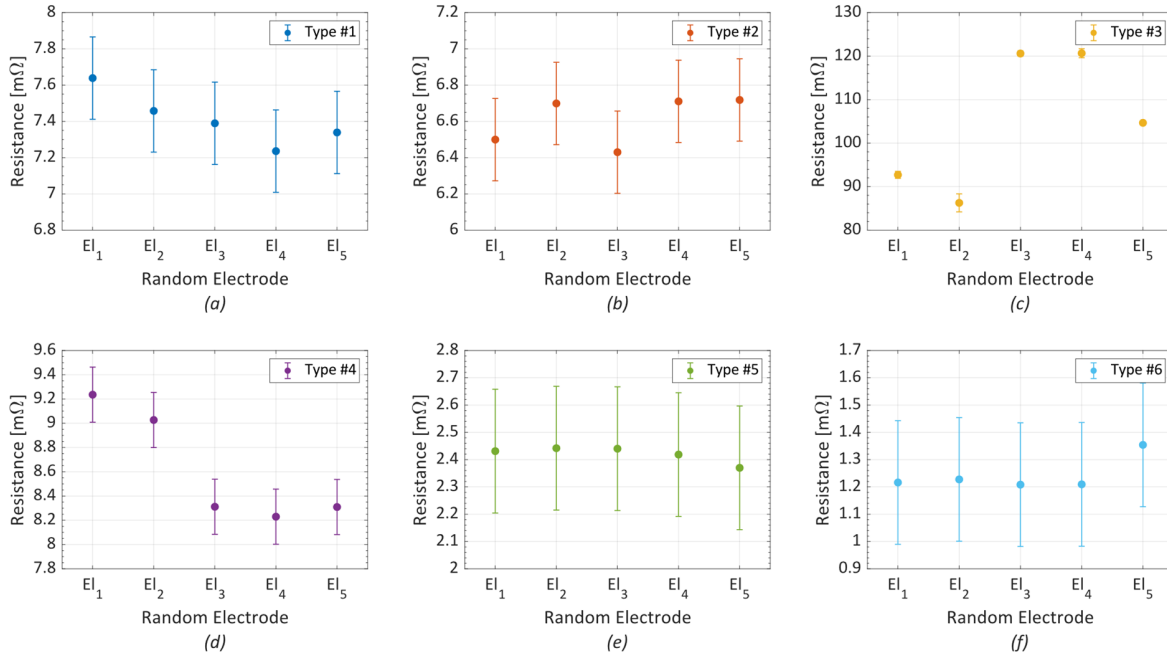 8
7.8
7.6
7.4
7.2
7
6.8
Resistance [mΩ]
Type #1
El1 El2 El3 El4 El5
Random Electrode
(a)
7.2
7
6.8
6.6
6.4
6.2
6
Resistance [mΩ]
Type #2
El1 El2 El3 El4 El5
Random Electrode
(b)
130
120
110
100
90
80
Resistance [mΩ]
Type #3
El1 El2 El3 El4 El5
Random Electrode
(c)
9.6
9.4
9.2
9
8.8
8.6
8.4
8.2
8
7.8
Resistance [mΩ]
Type #4
El1 El2 El3 El4 El5
Random Electrode
(d)
2.8
2.7
2.6
2.5
2.4
2.3
2.2
2.1
2
Resistance [mΩ]
Type #5
El1 El2 El3 El4 El5
Random Electrode
(e)
1.7
1.6
1.5
1.4
1.3
1.2
1.1
1
0.9
Resistance [mΩ]
Type #6
El1 El2 El3 El4 El5
Random Electrode
(f)